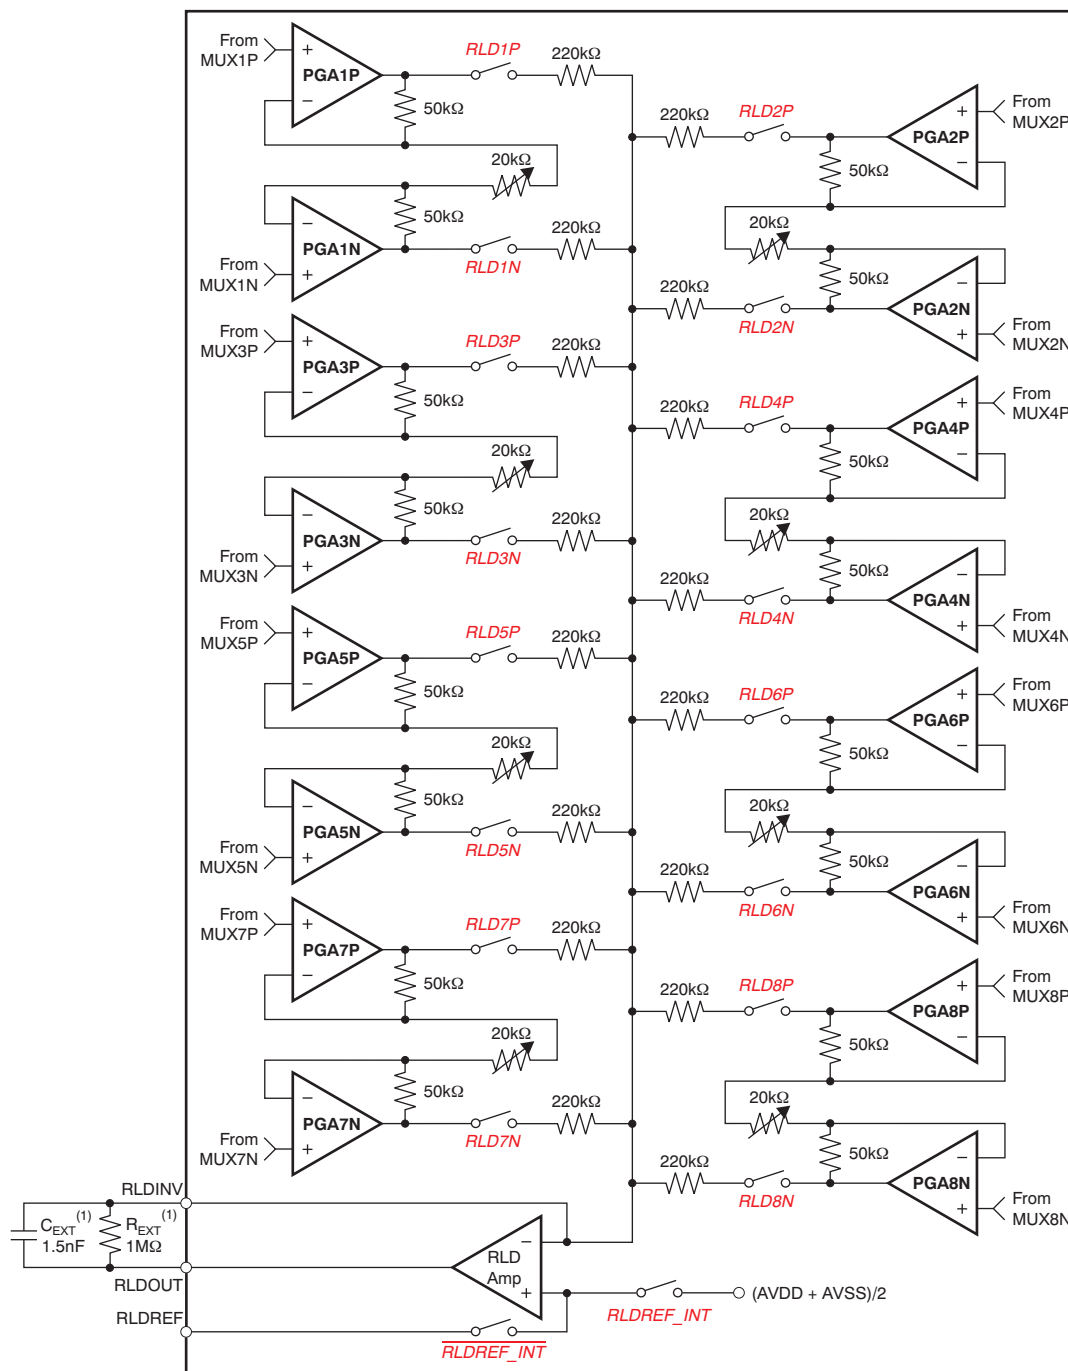 From
MUX1P
+
PGA1P
−
RLD1P
220kΩ
50kΩ
20kΩ
−
PGA1N
+
From
MUX1N
50kΩ
RLD1N
220kΩ
220kΩ
RLD2P
+
PGA2P
−
From
MUX2P
50kΩ
20kΩ
50kΩ
−
PGA2N
+
From
MUX2N
220kΩ
RLD2N
From
MUX3P
+
PGA3P
−
RLD3P
220kΩ
50kΩ
20kΩ
−
PGA3N
+
From
MUX3N
50kΩ
RLD3N
220kΩ
220kΩ
RLD4P
+
PGA4P
−
From
MUX4P
50kΩ
20kΩ
50kΩ
−
PGA4N
+
From
MUX4N
220kΩ
RLD4N
From
MUX5P
+
PGA5P
−
RLD5P
220kΩ
50kΩ
20kΩ
−
PGA5N
+
From
MUX5N
50kΩ
RLD5N
220kΩ
220kΩ
RLD6P
+
PGA6P
−
From
MUX6P
50kΩ
20kΩ
50kΩ
−
PGA6N
+
From
MUX6N
220kΩ
RLD6N
From
MUX7P
+
PGA7P
−
RLD7P
220kΩ
50kΩ
20kΩ
−
PGA7N
+
From
MUX7N
50kΩ
RLD7N
220kΩ
220kΩ
RLD8P
+
PGA8P
−
From
MUX8P
50kΩ
20kΩ
50kΩ
−
PGA8N
+
From
MUX8N
220kΩ
RLD8N
RLDINV
C_EXT (1)
1.5nF
R_EXT (1)
1MΩ
RLDOUT
RLDREF
−
RLD
Amp
+
RLDREF_INT
(AVDD + AVSS)/2
RLDREF_INT